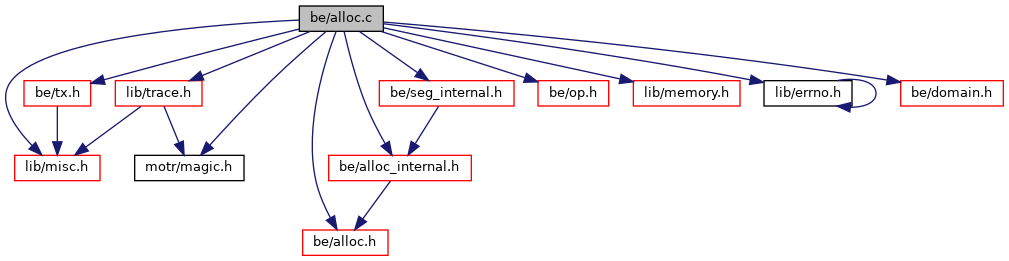 be/alloc.c
be/tx.h
lib/trace.h
be/seg_internal.h
be/op.h
lib/memory.h
lib/errno.h
be/domain.h
lib/misc.h
motr/magic.h
be/alloc_internal.h
be/alloc.h